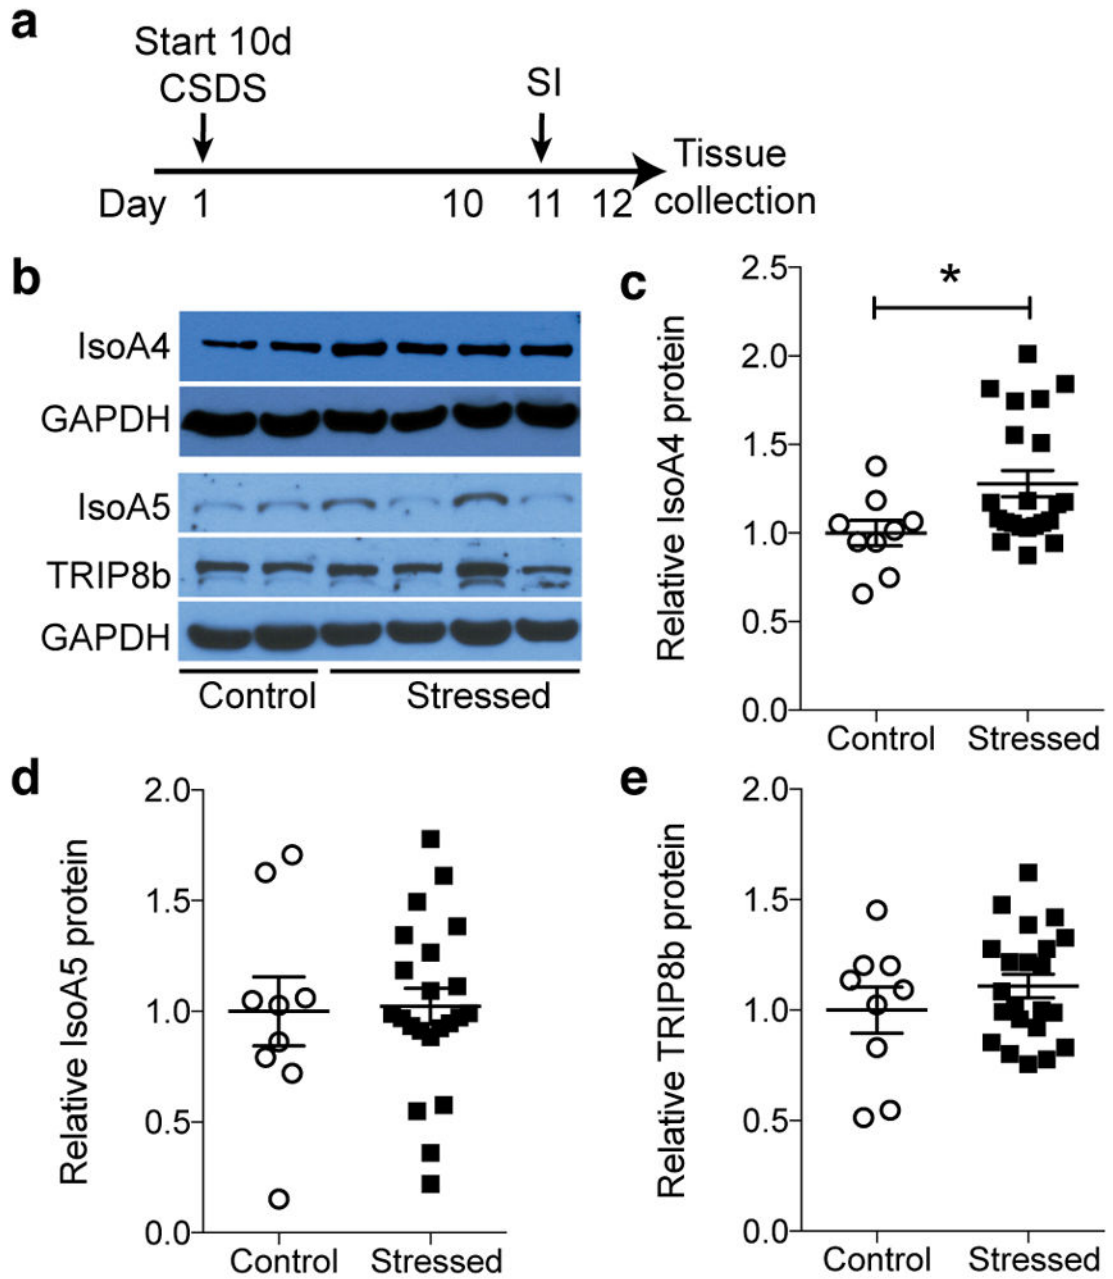 a
Start 10d
CSDS
SI
Tissue
collection
Day 1 10 11 12
b
IsoA4
GAPDH
IsoA5
TRIP8b
GAPDH
Control Stressed
c
*
Relative IsoA4 protein
2.5
2.0
1.5
1.0
0.5
0.0
Control Stressed
d
Relative IsoA5 protein
2.0
1.5
1.0
0.5
0.0
Control Stressed
e
Relative TRIP8b protein
2.0
1.5
1.0
0.5
0.0
Control Stressed